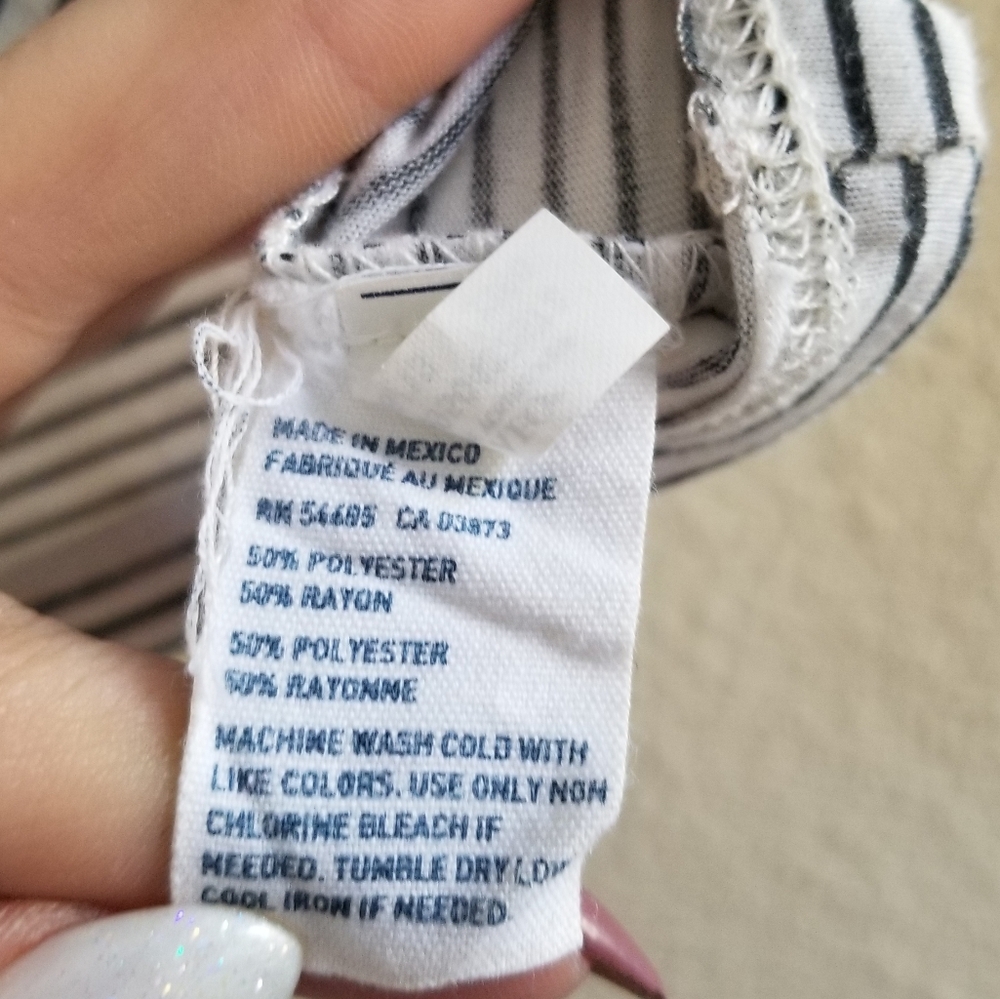 MADE IN MEXICO
FABRIQUÉ AU MEXIQUE
RN 54685 CA 03873
50% POLYESTER
50% RAYON
50% POLYESTER
50% RAYONNE
MACHINE WASH COLD WITH
LIKE COLORS. USE ONLY NON
CHLORINE BLEACH IF
NEEDED. TUMBLE DRY LOW
COOL IRON IF NEEDED